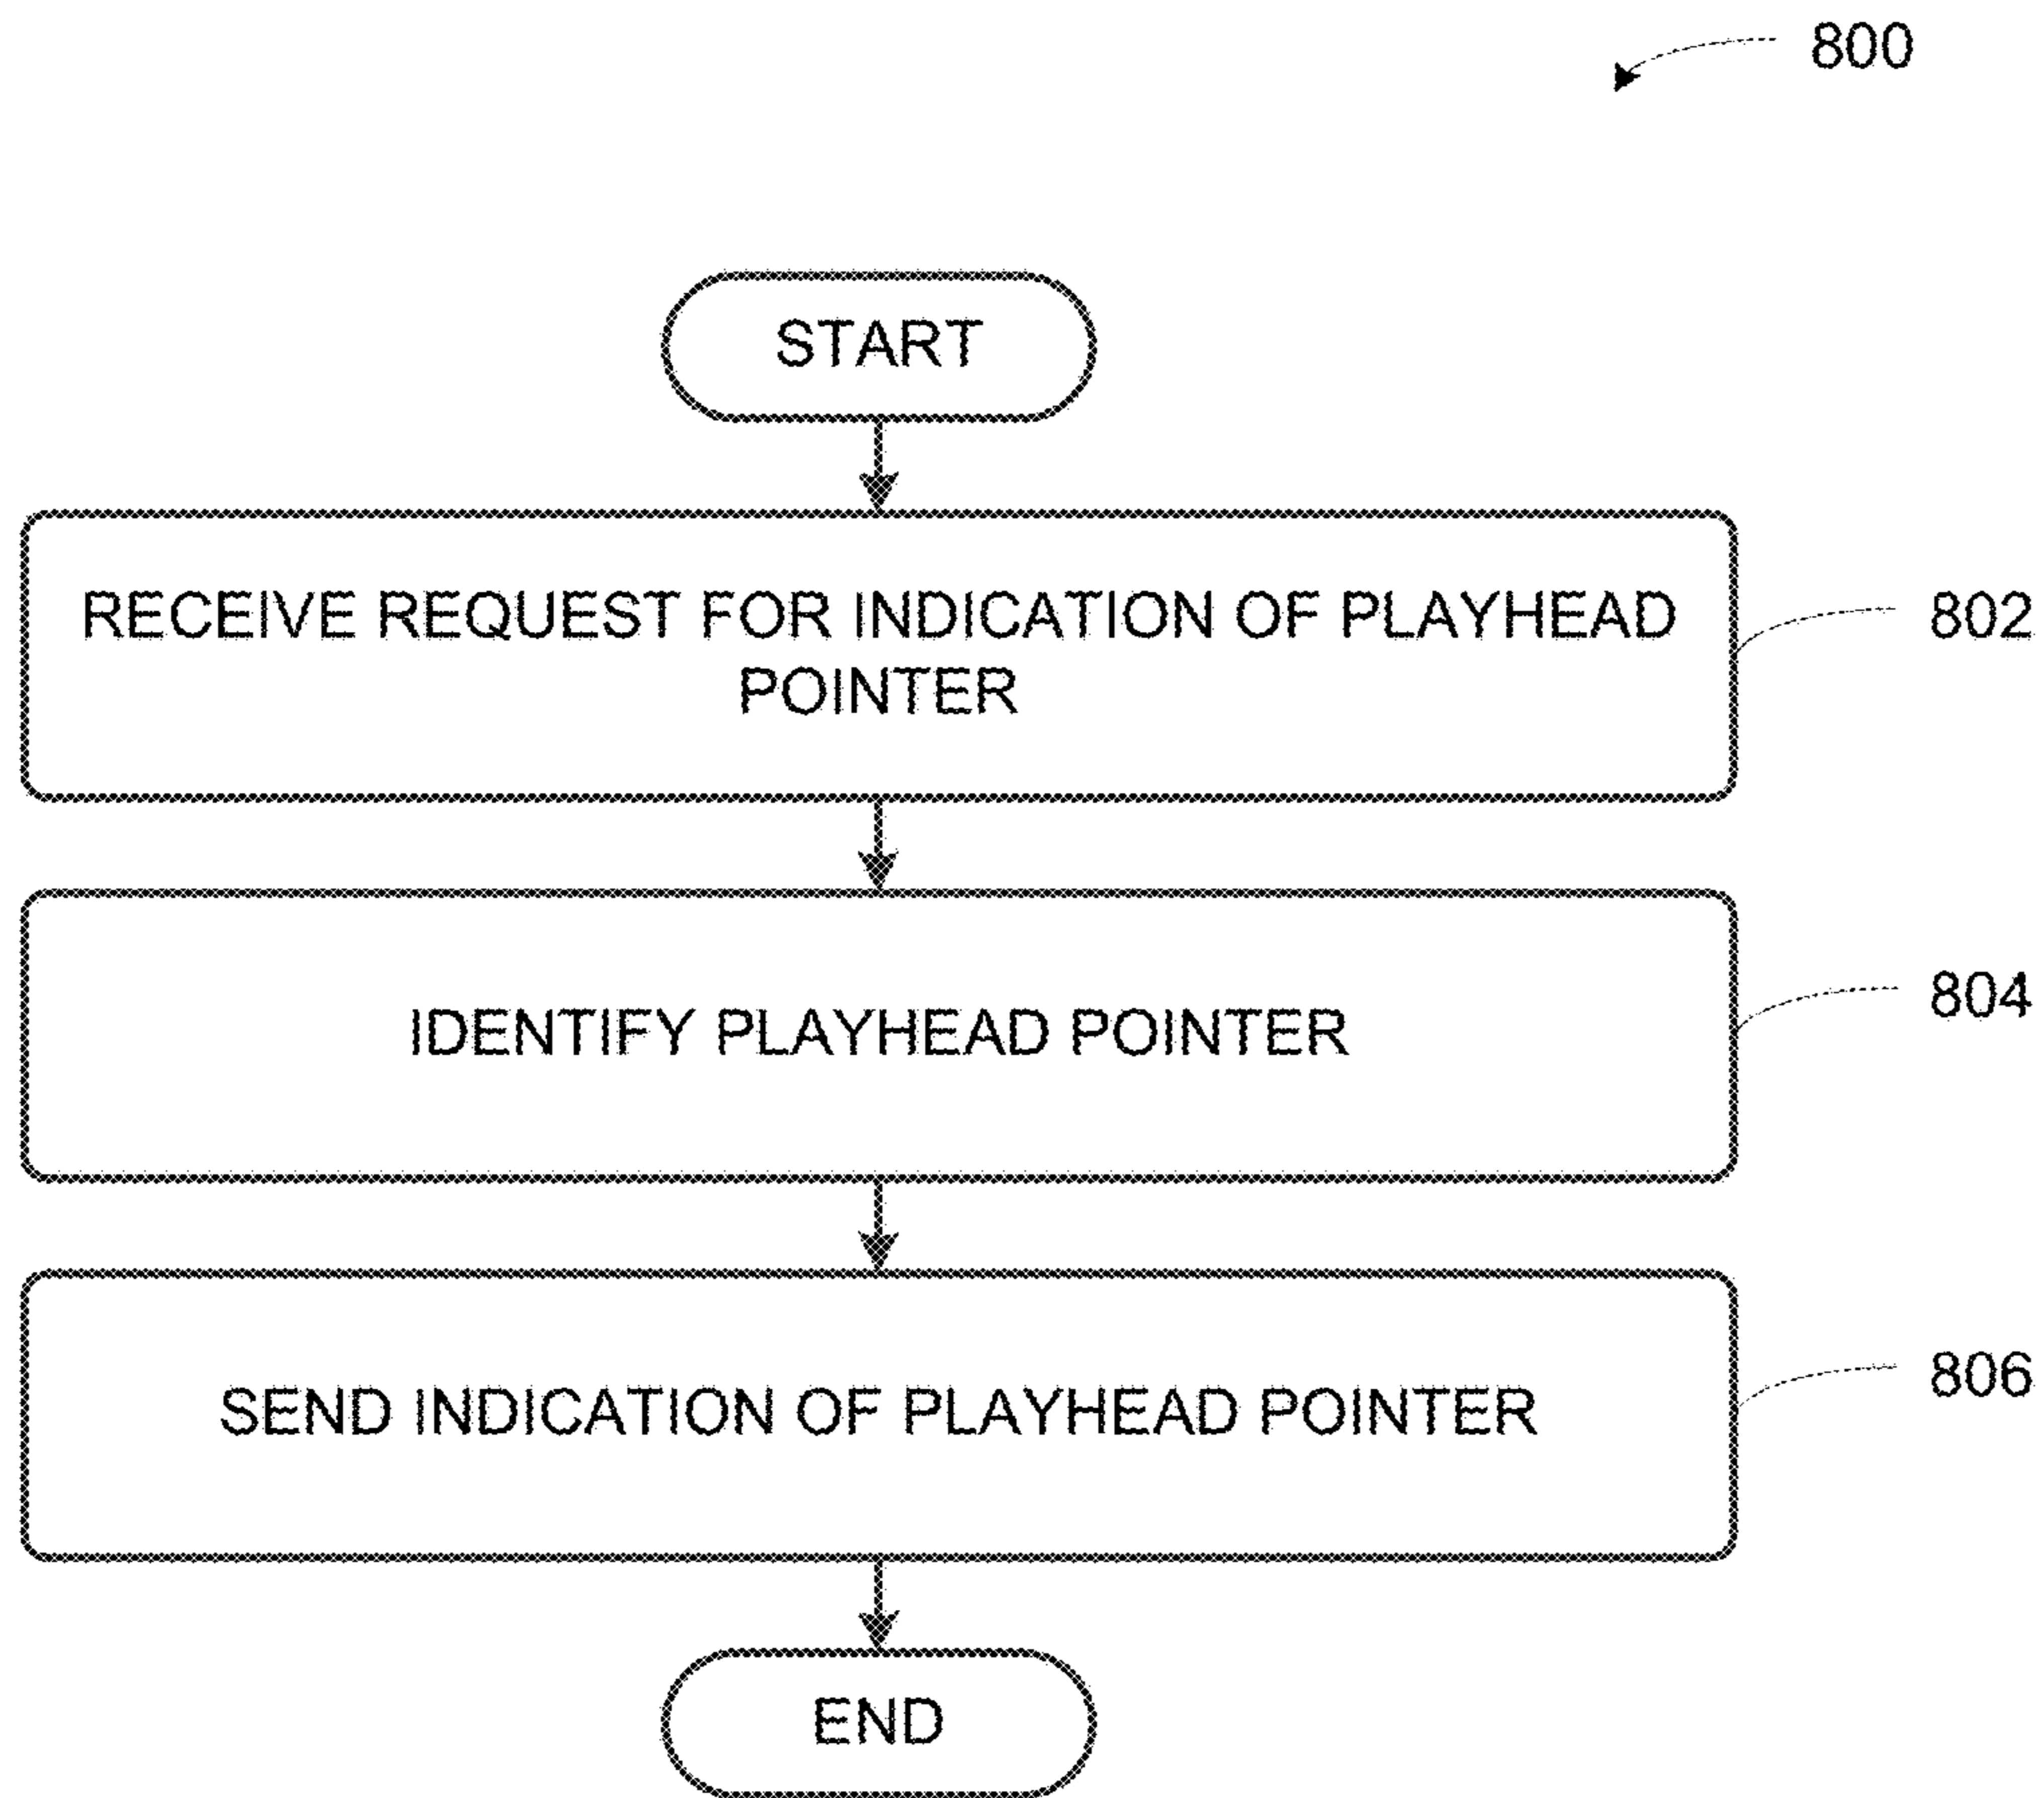 800
START
RECEIVE REQUEST FOR INDICATION OF PLAYHEAD
POINTER
802
IDENTIFY PLAYHEAD POINTER
804
SEND INDICATION OF PLAYHEAD POINTER
806
END